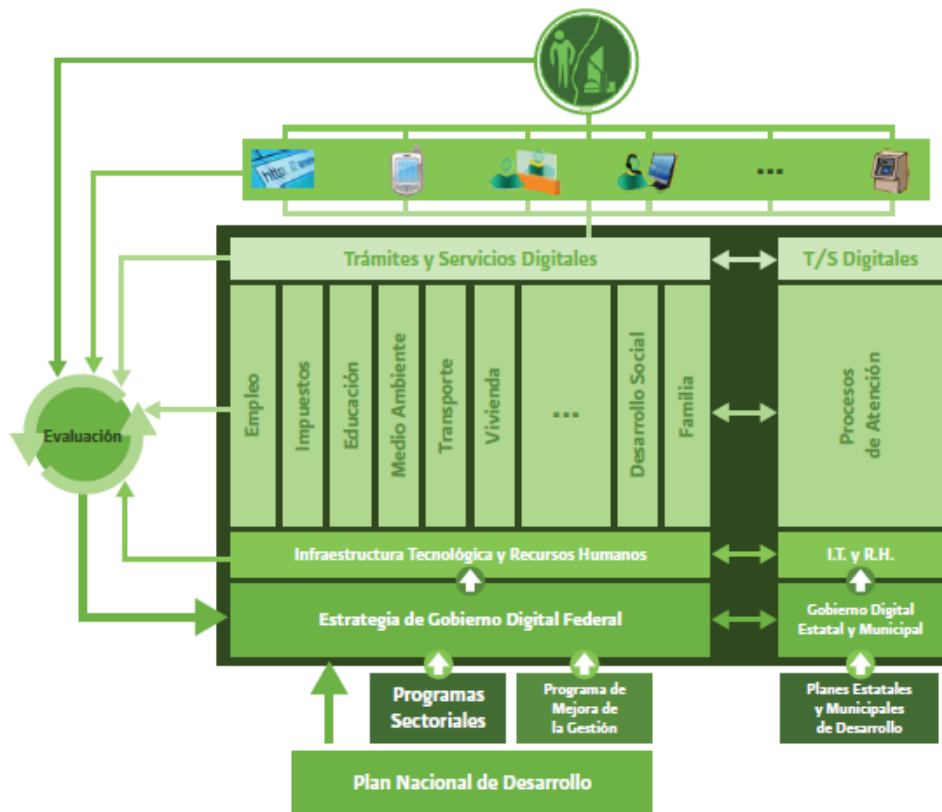 http://www
...
Trámites y Servicios Digitales
T/S Digitales
Empleo
Impuestos
Educación
Medio Ambiente
Transporte
Vivienda
...
Desarrollo Social
Familia
Procesos
de Atención
Evaluación
Infraestructura Tecnológica y Recursos Humanos
I.T. y R.H.
Estrategia de Gobierno Digital Federal
Gobierno Digital
Estatal y Municipal
Programas
Sectoriales
Programa de
Mejora de
la Gestión
Planes Estatales
y Municipales
de Desarrollo
Plan Nacional de Desarrollo